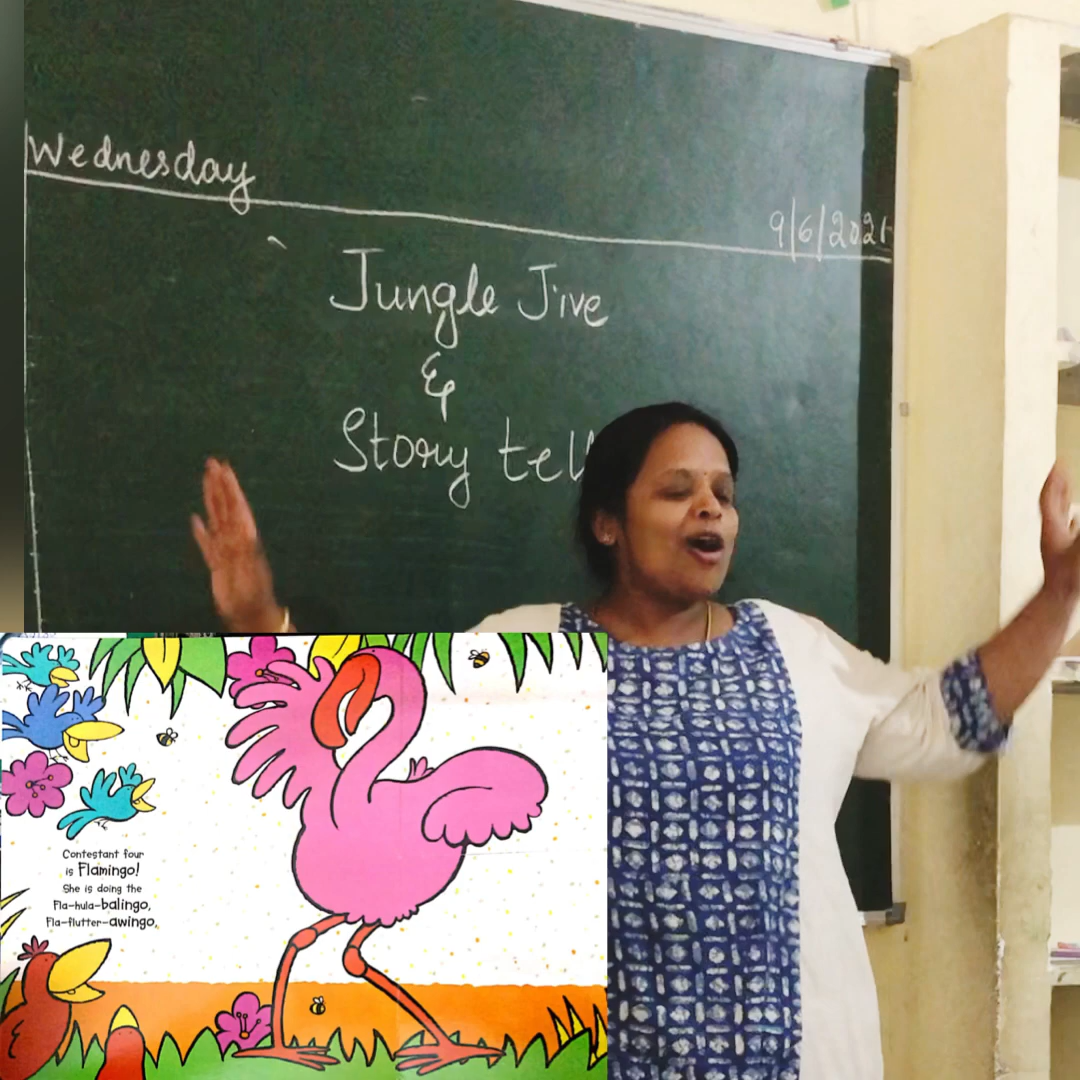 Wednesday
9/6/2021
Jungle Jive
&
Story tell
Contestant four
is Flamingo!
She is doing the
Fla-hula-balingo,
Fla-flutter-awingo,